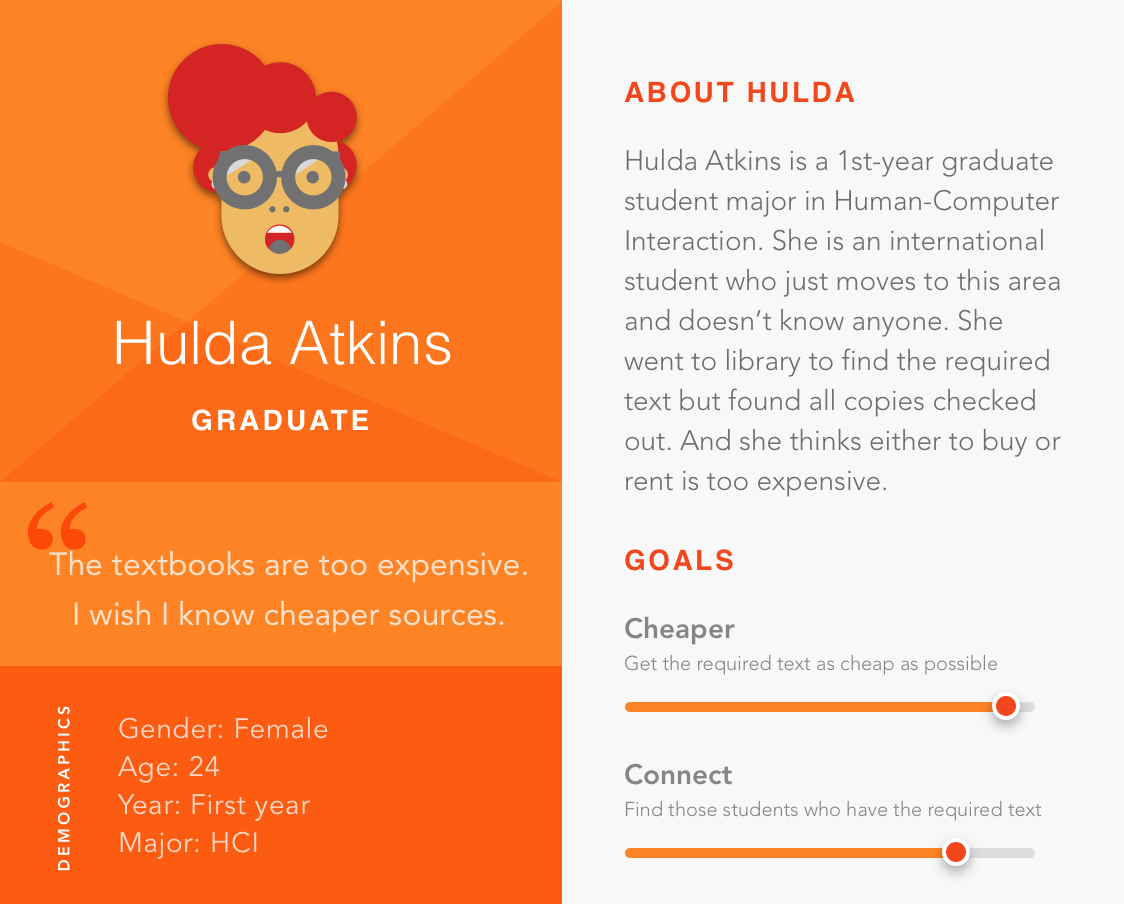 Hulda Atkins
GRADUATE
“
The textbooks are too expensive.
I wish I know cheaper sources.
DEMOGRAPHICS
Gender: Female
Age: 24
Year: First year
Major: HCI
ABOUT HULDA
Hulda Atkins is a 1st-year graduate
student major in Human-Computer
Interaction. She is an international
student who just moves to this area
and doesn’t know anyone. She
went to library to find the required
text but found all copies checked
out. And she thinks either to buy or
rent is too expensive.
GOALS
Cheaper
Get the required text as cheap as possible
Connect
Find those students who have the required text